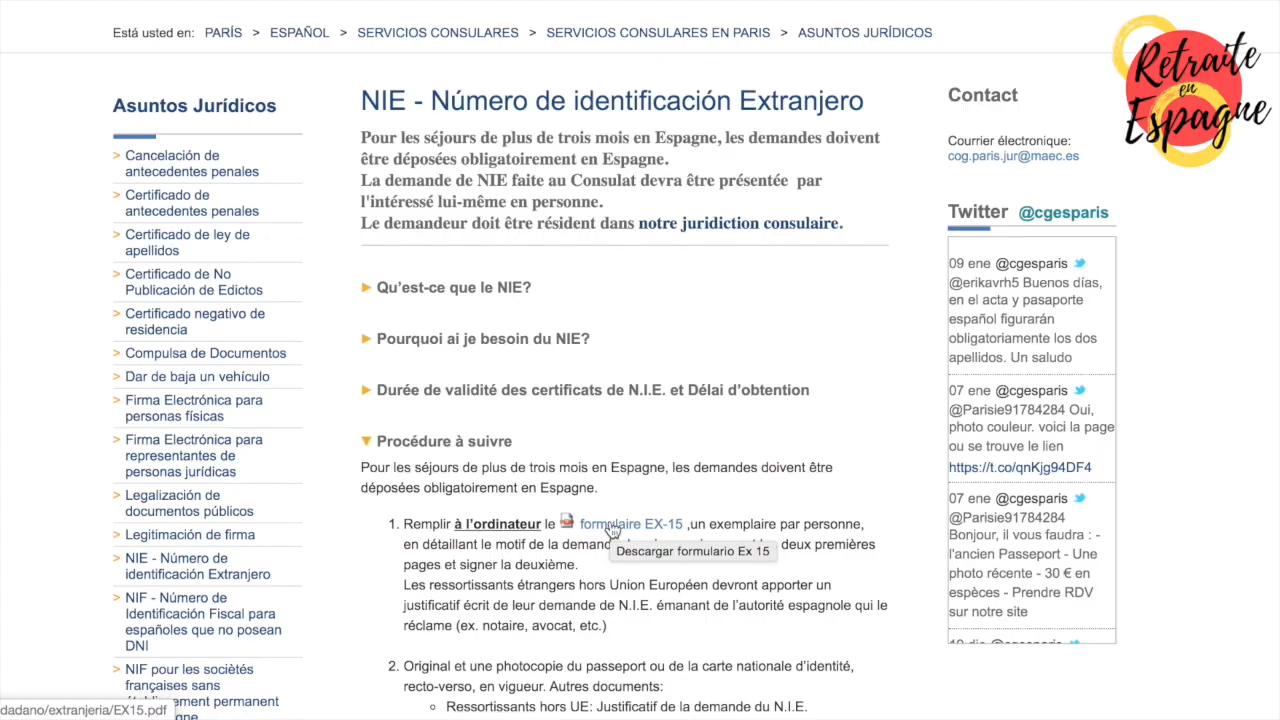 Está usted en: PARÍS > ESPAÑOL > SERVICIOS CONSULARES > SERVICIOS CONSULARES EN PARIS > ASUNTOS JURÍDICOS
Retraite
en
Espagne
Asuntos Jurídicos
> Cancelación de
antecedentes penales
> Certificado de
antecedentes penales
> Certificado de ley de
apellidos
> Certificado de No
Publicación de Edictos
> Certificado negativo de
residencia
> Compulsa de Documentos
> Dar de baja un vehículo
> Firma Electrónica para
personas físicas
> Firma Electrónica para
representantes de
personas jurídicas
> Legalización de
documentos públicos
> Legitimación de firma
> NIE - Número de
identificación Extranjero
> NIF - Número de
Identificación Fiscal para
españoles que no posean
DNI
> NIF pour les sociètés
françaises sans
permanent
dadano/extranjeria/EX15.pdf
NIE - Número de identificación Extranjero
Pour les séjours de plus de trois mois en Espagne, les demandes doivent
être déposées obligatoirement en Espagne.
La demande de NIE faite au Consulat devra être présentée par
l'intéressé lui-même en personne.
Le demandeur doit être résident dans notre juridiction consulaire.
Qu’est-ce que le NIE?
Pourquoi ai je besoin du NIE?
Durée de validité des certificats de N.I.E. et Délai d’obtention
Procédure à suivre
Pour les séjours de plus de trois mois en Espagne, les demandes doivent être
déposées obligatoirement en Espagne.
1. Remplir à l’ordinateur le formulaire EX-15 ,un exemplaire par personne,
en détaillant le motif de la demand deux premières
Descargar formulario Ex 15
pages et signer la deuxième.
Les ressortissants étrangers hors Union Européen devront apporter un
justificatif écrit de leur demande de N.I.E. émanant de l’autorité espagnole qui le
réclame (ex. notaire, avocat, etc.)
2. Original et une photocopie du passeport ou de la carte nationale d’identité,
recto-verso, en vigueur. Autres documents:
Ressortissants hors UE: Justificatif de la demande du N.I.E.
Contact
Courrier électronique:
cog.paris.jur@maec.es
Twitter @cgesparis
09 ene @cgesparis
@erikavrh5 Buenos días,
en el acta y pasaporte
español figurarán
obligatoriamente los dos
apellidos. Un saludo
07 ene @cgesparis
@Parisie91784284 Oui,
photo couleur. voici la page
ou se trouve le lien
https://t.co/qnKjg94DF4
07 ene @cgesparis
@Parisie91784284
Bonjour, il vous faudra : -
l'ancien Passeport - Une
photo récente - 30 € en
espèces - Prendre RDV
sur notre site
@cgesparis